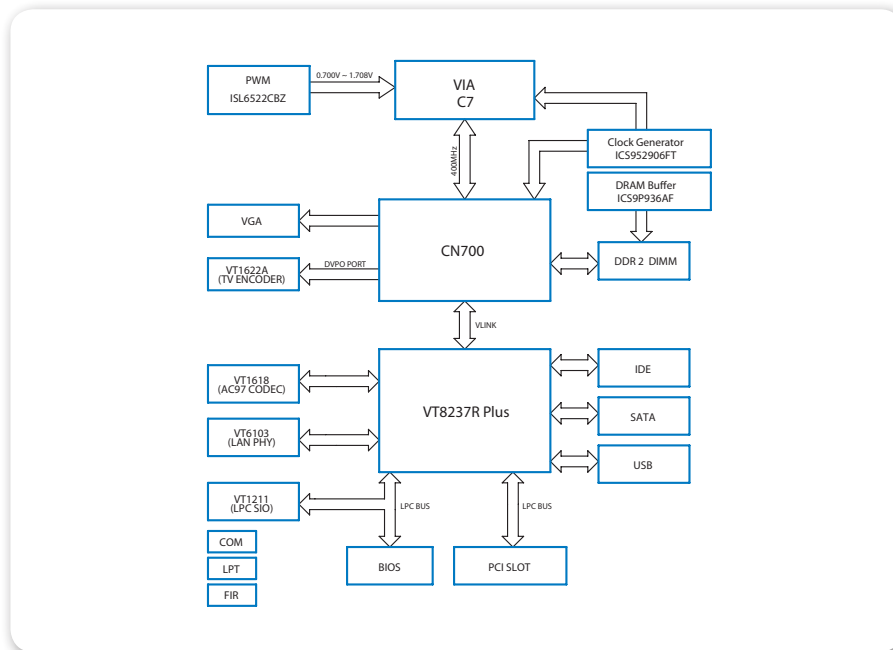 PWM
ISL6522CBZ
0.700V ~ 1.708V
VIA
C7
Clock Generator
ICS952906FT
400MHz
DRAM Buffer
ICS9P936AF
VGA
CN700
DDR 2 DIMM
VT1622A
(TV ENCODER)
DVPO PORT
VLINK
VT1618
(AC97 CODEC)
VT8237R Plus
IDE
SATA
VT6103
(LAN PHY)
USB
VT1211
(LPC SIO)
LPC BUS
LPC BUS
COM
BIOS
PCI SLOT
LPT
FIR